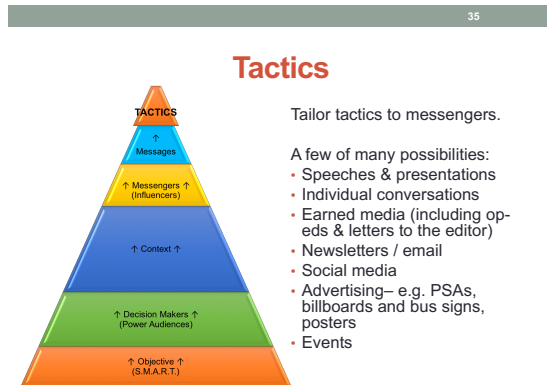 35
Tactics
TACTICS
↑
Messages
↑ Messengers ↑
(Influencers)
↑ Context ↑
↑ Decision Makers ↑
(Power Audiences)
↑ Objective ↑
(S.M.A.R.T.)
Tailor tactics to messengers.
A few of many possibilities:
• Speeches & presentations
• Individual conversations
• Earned media (including op-
eds & letters to the editor)
• Newsletters / email
• Social media
• Advertising– e.g. PSAs,
billboards and bus signs,
posters
• Events